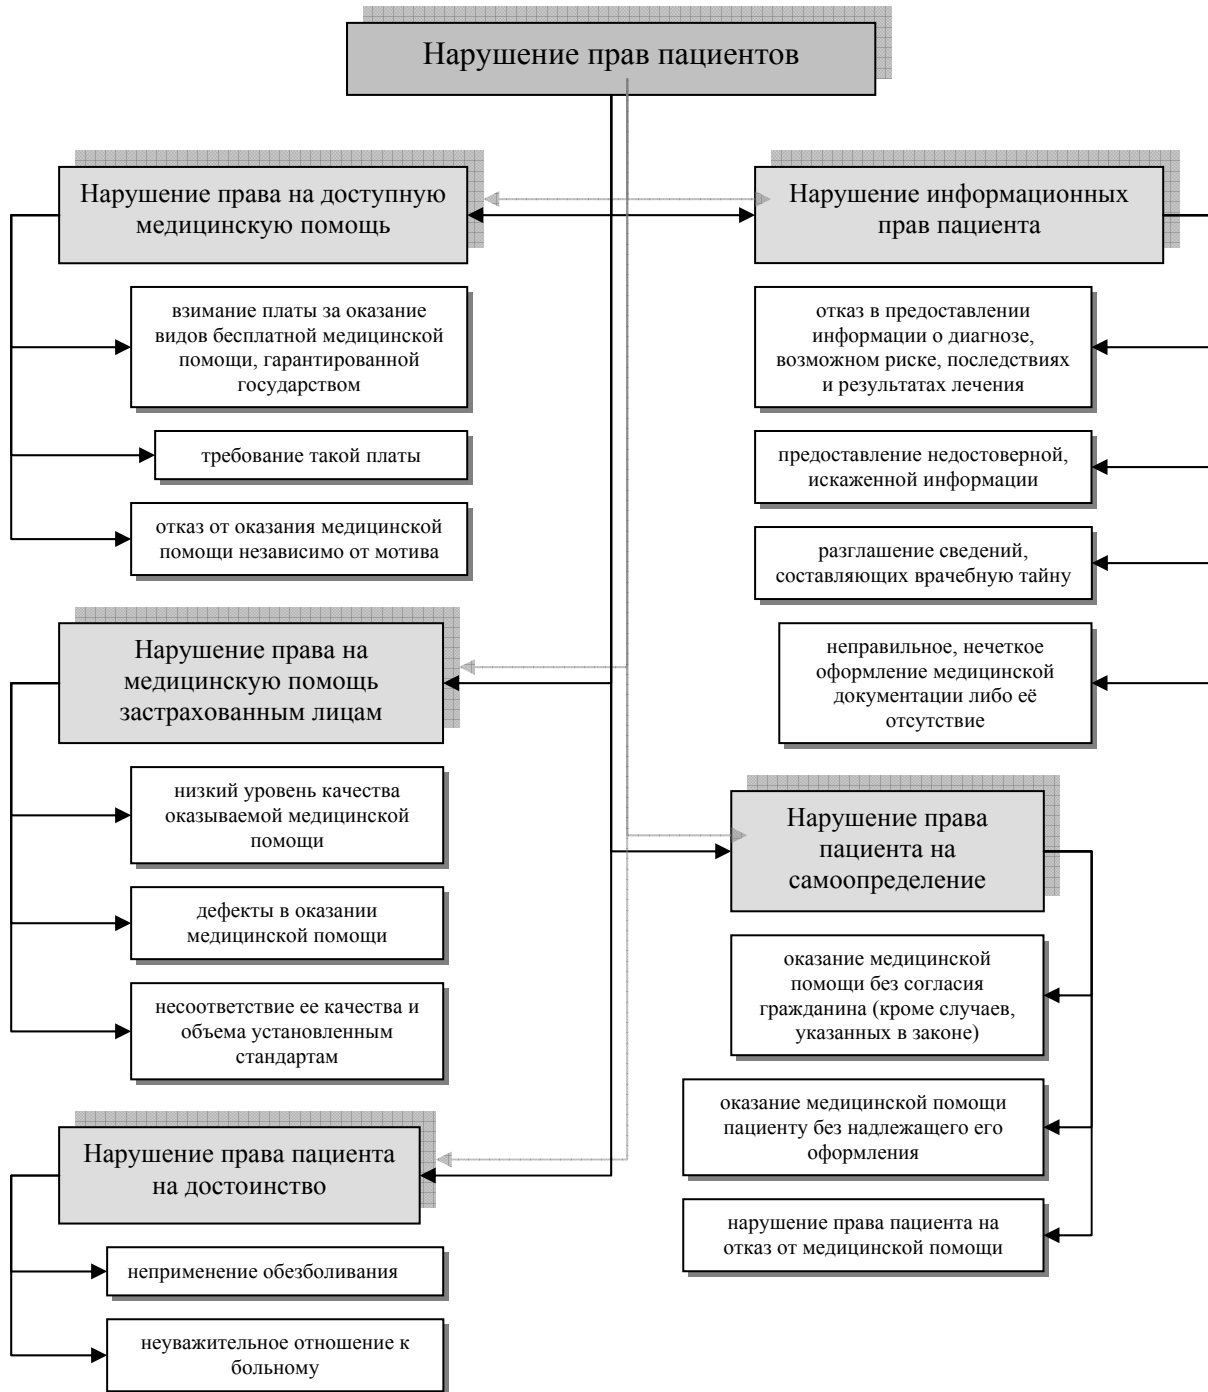 Нарушение прав пациентов
Нарушение права на доступную
медицинскую помощь
взимание платы за оказание
видов бесплатной медицинской
помощи, гарантированной
государством
требование такой платы
отказ от оказания медицинской
помощи независимо от мотива
Нарушение права на
медицинскую помощь
застрахованным лицам
низкий уровень качества
оказываемой медицинской
помощи
дефекты в оказании
медицинской помощи
несоответствие ее качества и
объема установленным
стандартам
Нарушение права пациента
на достоинство
неприменение обезболивания
неуважительное отношение к
больному
Нарушение информационных
прав пациента
отказ в предоставлении
информации о диагнозе,
возможном риске, последствиях
и результатах лечения
предоставление недостоверной,
искаженной информации
разглашение сведений,
составляющих врачебную тайну
неправильное, нечеткое
оформление медицинской
документации либо её
отсутствие
Нарушение права
пациента на
самоопределение
оказание медицинской
помощи без согласия
гражданина (кроме случаев,
указанных в законе)
оказание медицинской помощи
пациенту без надлежащего его
оформления
нарушение права пациента на
отказ от медицинской помощи